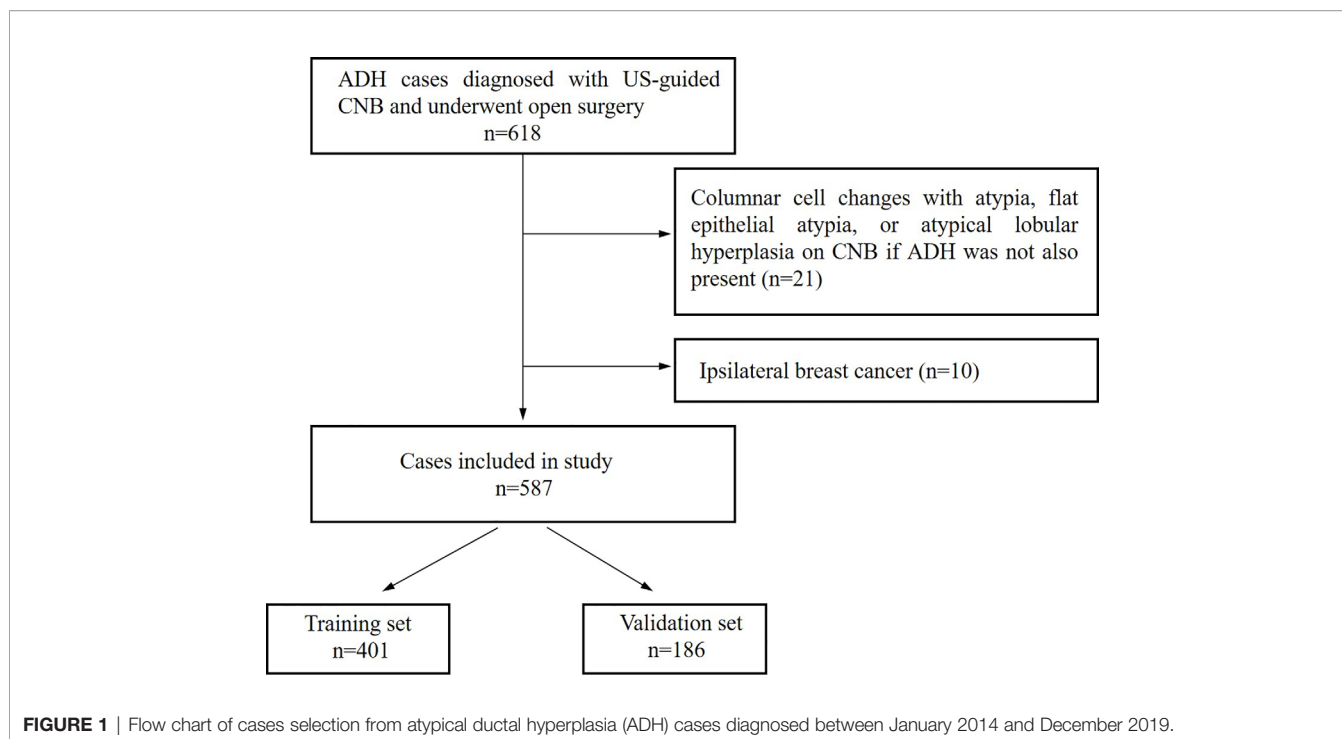 ADH cases diagnosed with US-guided
CNB and underwent open surgery
n=618
Columnar cell changes with atypia, flat
epithelial atypia, or atypical lobular
hyperplasia on CNB if ADH was not also
present (n=21)
Ipsilateral breast cancer (n=10)
Cases included in study
n=587
Training set
n=401
Validation set
n=186
FIGURE 1 | Flow chart of cases selection from atypical ductal hyperplasia (ADH) cases diagnosed between January 2014 and December 2019.